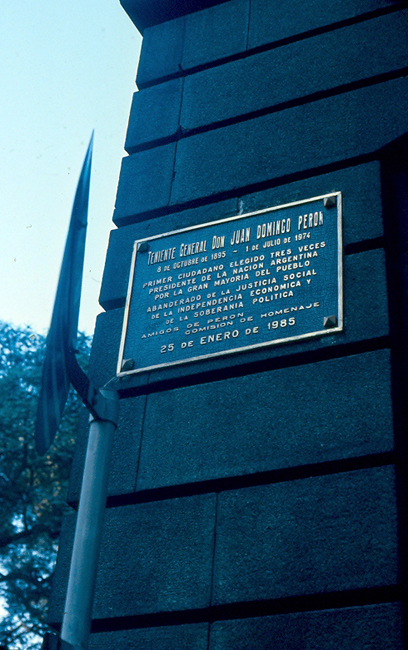 TENIENTE GENERAL DON JUAN DOMINGO PERON
8 DE OCTUBRE DE 1895 - 1 DE JULIO DE 1974
PRIMER CIUDADANO ELEGIDO TRES VECES
PRESIDENTE DE LA NACION ARGENTINA
POR LA GRAN MAYORIA DEL PUEBLO
ABANDERADO DE LA JUSTICIA SOCIAL
DE LA INDEPENDENCIA ECONOMICA Y
DE LA SOBERANIA POLITICA
AMIGOS DE PERON
COMISION DE HOMENAJE
25 DE ENERO DE 1985